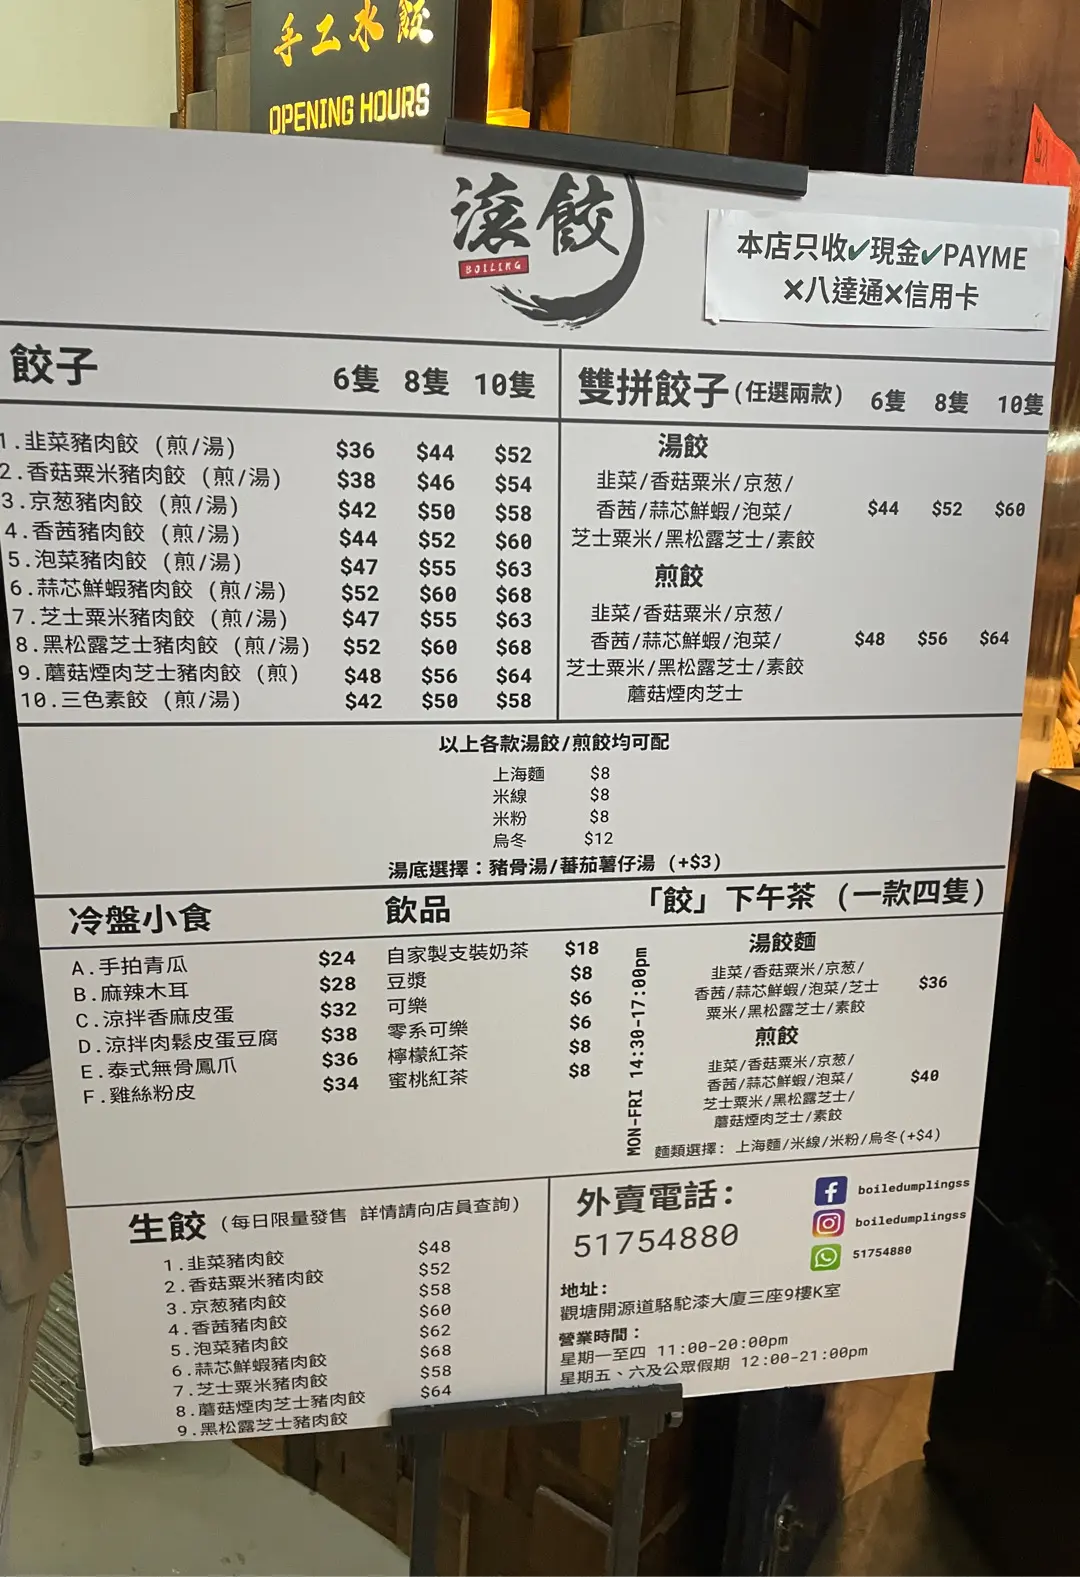 手工水餃
OPENING HOURS
滾餃
BOILING
本店只收✔現金✔PAYME
✖八達通✖信用卡
餃子 6隻 8隻 10隻
1.韭菜豬肉餃 (煎/湯) $36 $44 $52
2.香菇粟米豬肉餃 (煎/湯) $38 $46 $54
3.京葱豬肉餃 (煎/湯) $42 $50 $58
4.香茜豬肉餃 (煎/湯) $44 $52 $60
5.泡菜豬肉餃 (煎/湯) $47 $55 $63
6.蒜芯鮮蝦豬肉餃 (煎/湯) $52 $60 $68
7.芝士粟米豬肉餃 (煎/湯) $47 $55 $63
8.黑松露芝士豬肉餃 (煎/湯) $52 $60 $68
9.蘑菇煙肉芝士豬肉餃 (煎) $48 $56 $64
10.三色素餃 (煎/湯) $42 $50 $58
雙拼餃子(任選兩款) 6隻 8隻 10隻
湯餃
韭菜/香菇粟米/京葱/
香茜/蒜芯鮮蝦/泡菜/ $44 $52 $60
芝士粟米/黑松露芝士/素餃
煎餃
韭菜/香菇粟米/京葱/
香茜/蒜芯鮮蝦/泡菜/ $48 $56 $64
芝士粟米/黑松露芝士/素餃
蘑菇煙肉芝士
以上各款湯餃/煎餃均可配
上海麵 $8
米線 $8
米粉 $8
烏冬 $12
湯底選擇：豬骨湯/蕃茄薯仔湯 (+$3)
冷盤小食
A.手拍青瓜 $24
B.麻辣木耳 $28
C.涼拌香麻皮蛋 $32
D.涼拌肉鬆皮蛋豆腐 $38
E.泰式無骨鳳爪 $36
F.雞絲粉皮 $34
飲品
自家製支裝奶茶 $18
豆漿 $8
可樂 $6
零系可樂 $6
檸檬紅茶 $8
蜜桃紅茶 $8
「餃」下午茶 (一款四隻)
MON-FRI 14:30-17:00pm
湯餃麵
韭菜/香菇粟米/京葱/
香茜/蒜芯鮮蝦/泡菜/芝士 $36
粟米/黑松露芝士/素餃
煎餃
韭菜/香菇粟米/京葱/
香茜/蒜芯鮮蝦/泡菜/ $40
芝士粟米/黑松露芝士/
蘑菇煙肉芝士/素餃
麵類選擇: 上海麵/米線/米粉/烏冬(+$4)
生餃 (每日限量發售 詳情請向店員查詢)
1.韭菜豬肉餃 $48
2.香菇粟米豬肉餃 $52
3.京葱豬肉餃 $58
4.香茜豬肉餃 $60
5.泡菜豬肉餃 $62
6.蒜芯鮮蝦豬肉餃 $68
7.芝士粟米豬肉餃 $58
8.蘑菇煙肉芝士豬肉餃 $64
9.黑松露芝士豬肉餃
外賣電話:
51754880
boiledumplingss
boiledumplingss
51754880
地址:
觀塘開源道駱駝漆大廈三座9樓K室
營業時間：
星期一至四 11:00-20:00pm
星期五、六及公眾假期 12:00-21:00pm